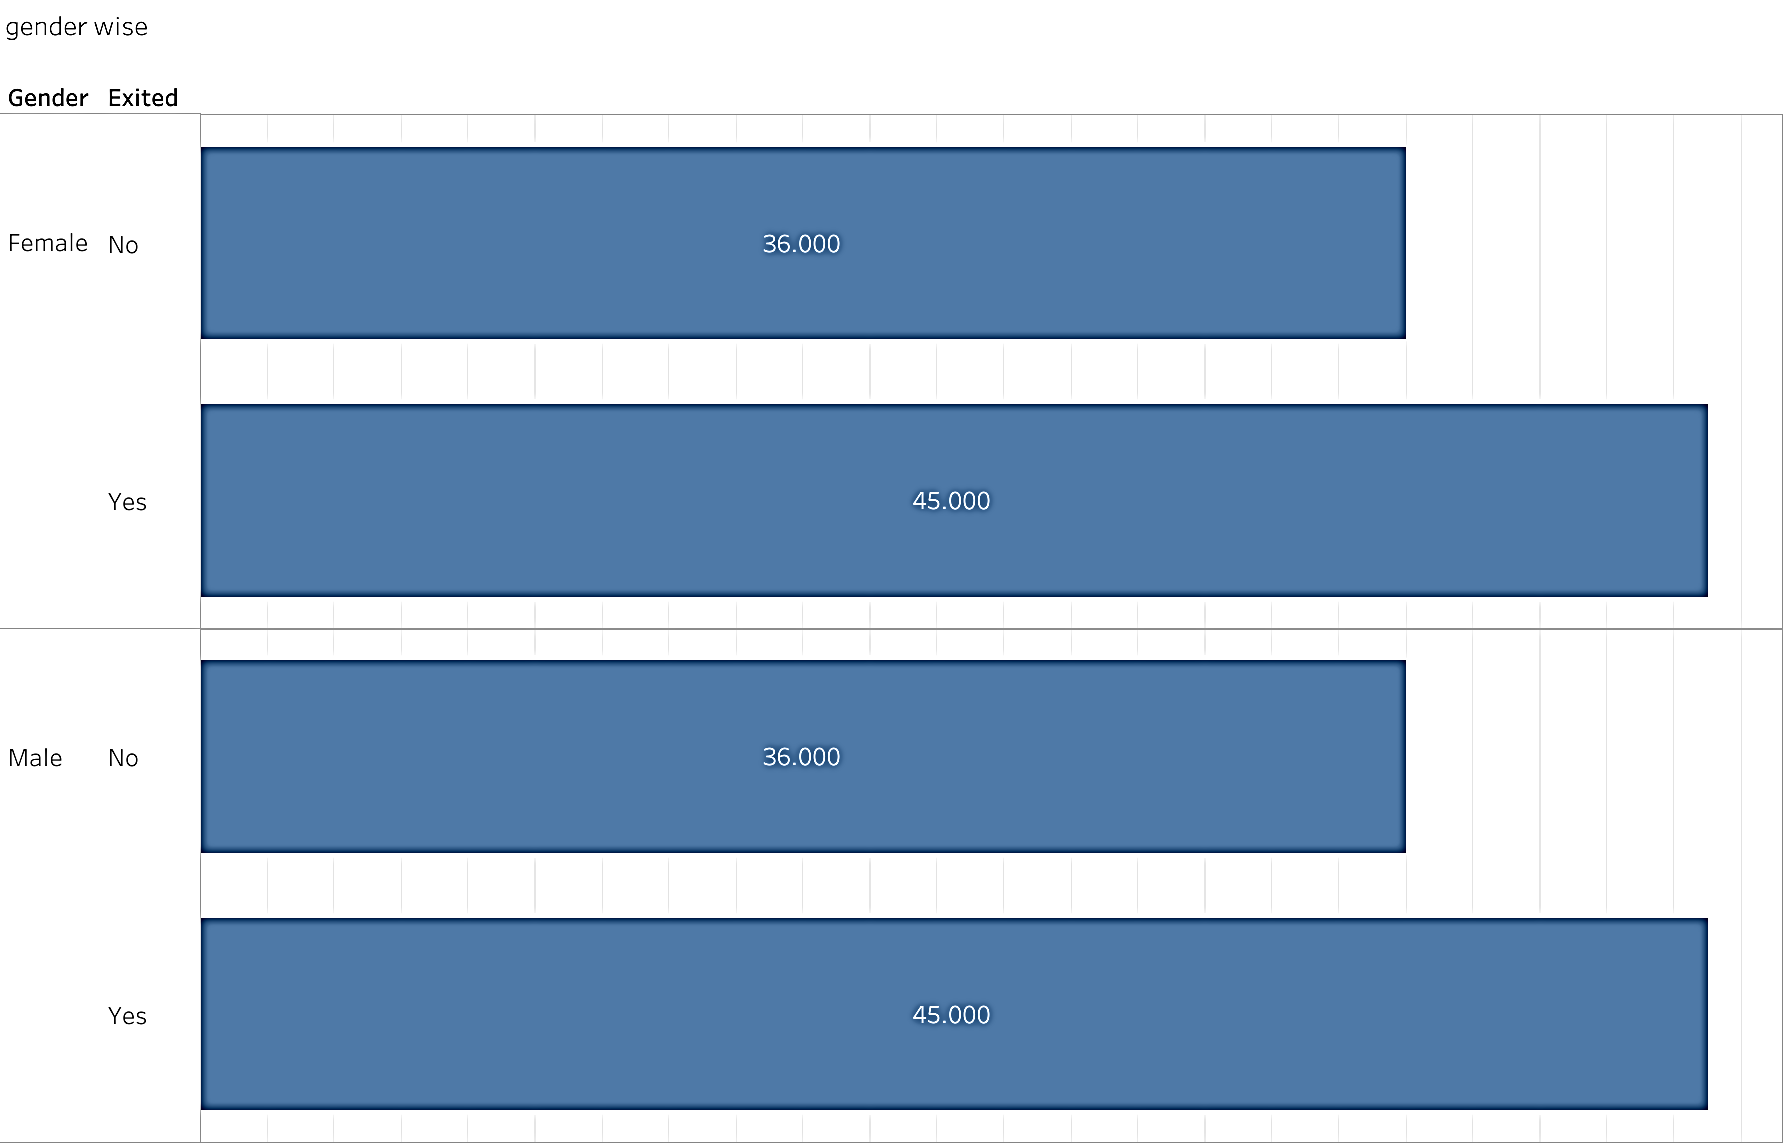 gender wise
Gender Exited
Female No 36.000
Yes 45.000
Male No 36.000
Yes 45.000